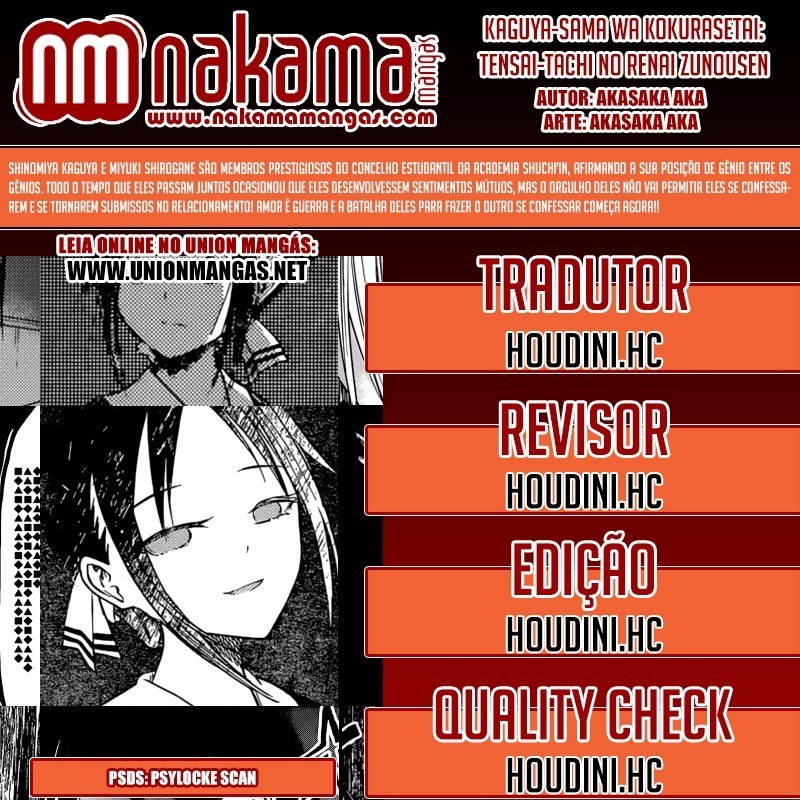 nm nakama mangás
www.nakamamangas.com
KAGUYA-SAMA WA KOKURASETAI:
TENSAI-TACHI NO RENAI ZUNOUSEN
AUTOR: AKASAKA AKA
ARTE: AKASAKA AKA
SHINOMIYA KAGUYA E MIYUKI SHIROGANE SÃO MEMBROS PRESTIGIOSOS DO CONCELHO ESTUDANTIL DA ACADEMIA SHUCHI'IN, AFIRMANDO A SUA POSIÇÃO DE GÊNIO ENTRE OS
GÊNIOS. TODO O TEMPO QUE ELES PASSAM JUNTOS OCASIONOU QUE ELES DESENVOLVESSEM SENTIMENTOS MÚTUOS, MAS O ORGULHO DELES NÃO VAI PERMITIR ELES SE CONFESSA-
REM E SE TORNAREM SUBMISSOS NO RELACIONAMENTO! AMOR É GUERRA E A BATALHA DELES PARA FAZER O OUTRO SE CONFESSAR COMEÇA AGORA!!
LEIA ONLINE NO UNION MANGÁS:
WWW.UNIONMANGAS.NET
TRADUTOR
HOUDINI.HC
REVISOR
HOUDINI.HC
EDIÇÃO
HOUDINI.HC
QUALITY CHECK
HOUDINI.HC
PSDS: PSYLOCKE SCAN